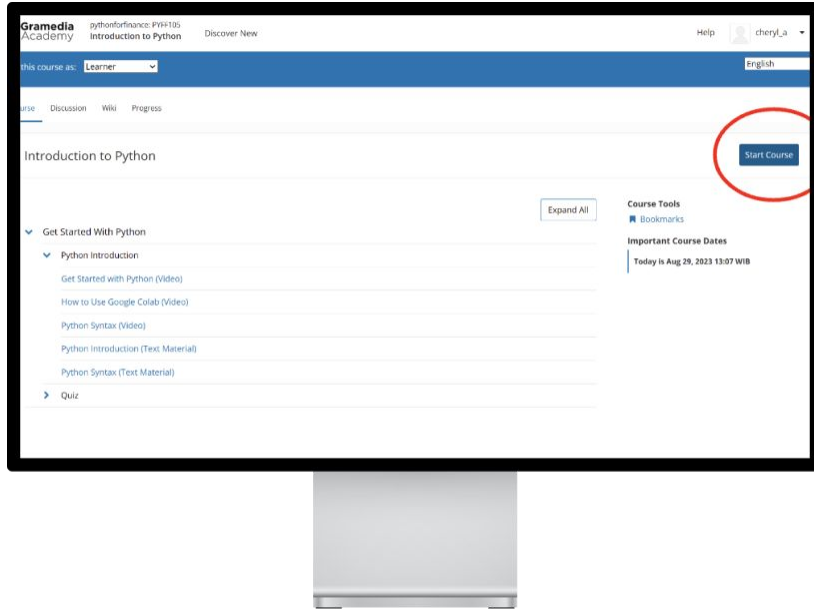 Gramedia
Academy
pythonforfinance: PYFF105
Introduction to Python
Discover New
Help
cheryl_a
this course as: Learner
English
urse Discussion Wiki Progress
Introduction to Python
Start Course
Expand All
Get Started With Python
Python Introduction
Get Started with Python (Video)
How to Use Google Colab (Video)
Python Syntax (Video)
Python Introduction (Text Material)
Python Syntax (Text Material)
Quiz
Course Tools
Bookmarks
Important Course Dates
Today is Aug 29, 2023 13:07 WIB